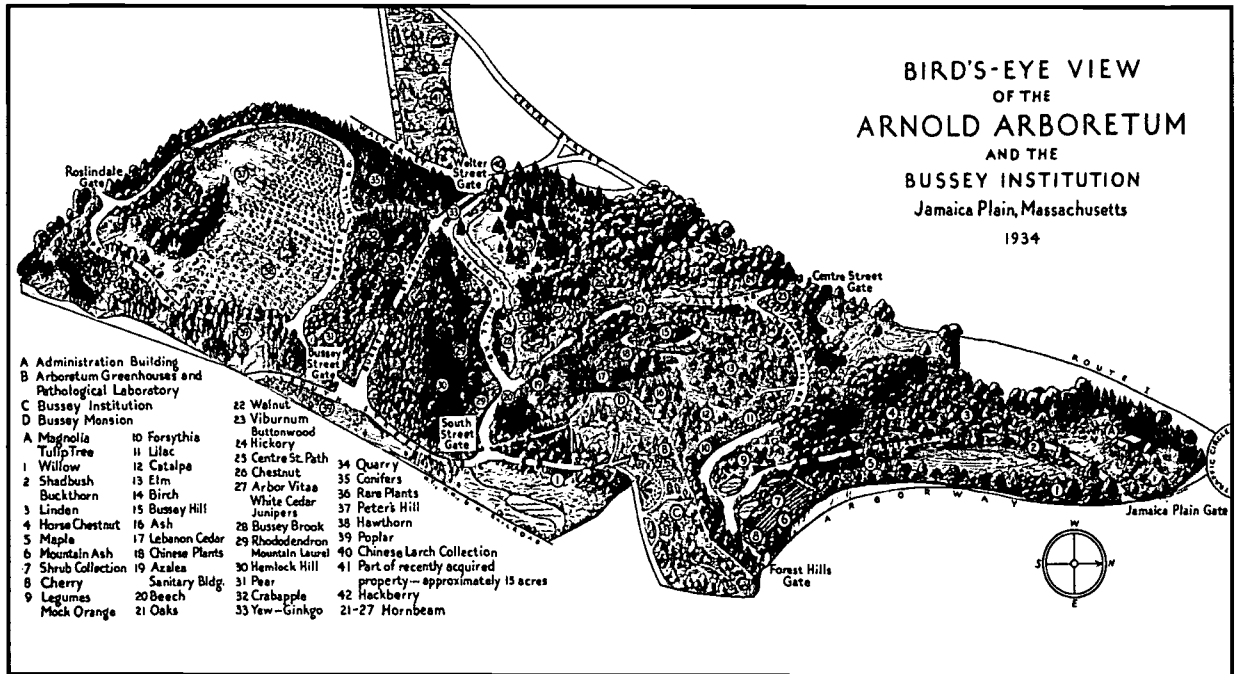 BIRD'S-EYE VIEW
OF THE
ARNOLD ARBORETUM
AND THE
BUSSEY INSTITUTION
Jamaica Plain, Massachusetts
1934
CENTRE
Walter
Street
Gate
Roslindale
Gate
Centre Street
Gate
ROUTE 1
TRAFFIC CIRCLE
Bussey
Street
Gate
South
Street
Gate
ARBORWAY
Jamaica Plain Gate
Forest Hills
Gate
W
S N
E
A Administration Building
B Arboretum Greenhouses and
Pathological Laboratory
C Bussey Institution
D Bussey Mansion
A Magnolia
Tulip Tree
1 Willow
2 Shadbush
Buckthorn
3 Linden
4 Horse Chestnut
5 Maple
6 Mountain Ash
7 Shrub Collection
8 Cherry
9 Legumes
Mock Orange
10 Forsythia
11 Lilac
12 Catalpa
13 Elm
14 Birch
15 Bussey Hill
16 Ash
17 Lebanon Cedar
18 Chinese Plants
19 Azalea
Sanitary Bldg.
20 Beech
21 Oaks
22 Walnut
23 Viburnum
Buttonwood
24 Hickory
25 Centre St. Path
26 Chestnut
27 Arbor Vitae
White Cedar
Junipers
28 Bussey Brook
29 Rhododendron
Mountain Laurel
30 Hemlock Hill
31 Pear
32 Crabapple
33 Yew-Ginkgo
34 Quarry
35 Conifers
36 Rare Plants
37 Peter's Hill
38 Hawthorn
39 Poplar
40 Chinese Larch Collection
41 Part of recently acquired
property—approximately 15 acres
42 Hackberry
21-27 Hornbeam